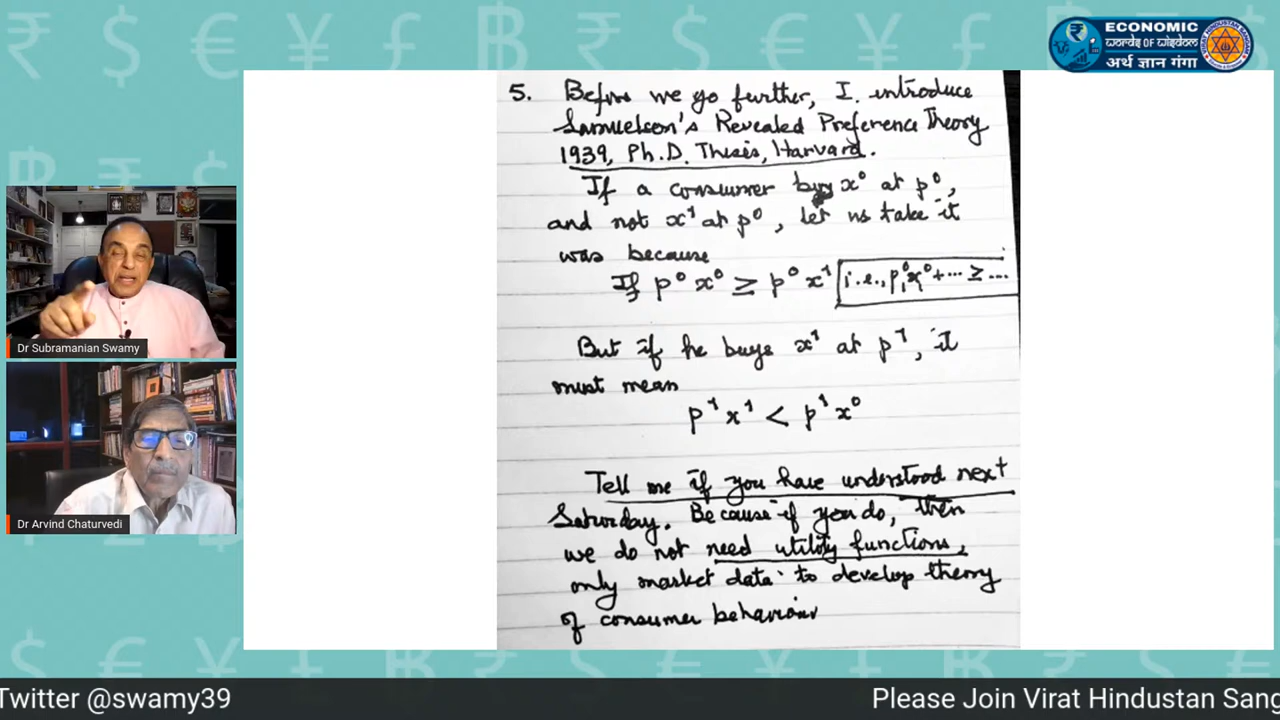 ECONOMIC
WORDS OF WISDOM
अर्थ ज्ञान गंगा
5. Before we go further, I. introduce
Samuelson's Revealed Preference Theory
1939, Ph.D. Thesis, Harvard.
If a consumer buys x⁰ at p⁰,
and not x¹ at p⁰, let us take it
was because
If p⁰x⁰ ≥ p⁰x¹ i.e., p₁⁰x₁⁰+... ≥ ...
But if he buys x¹ at p¹, it
must mean
p¹x¹ < p¹x⁰
Tell me if you have understood next
Saturday. Because if you do, then
we do not need utility functions,
only market data to develop theory
of consumer behaviour
Dr Subramanian Swamy
Dr Arvind Chaturvedi
Twitter @swamy39
Please Join Virat Hindustan Sang